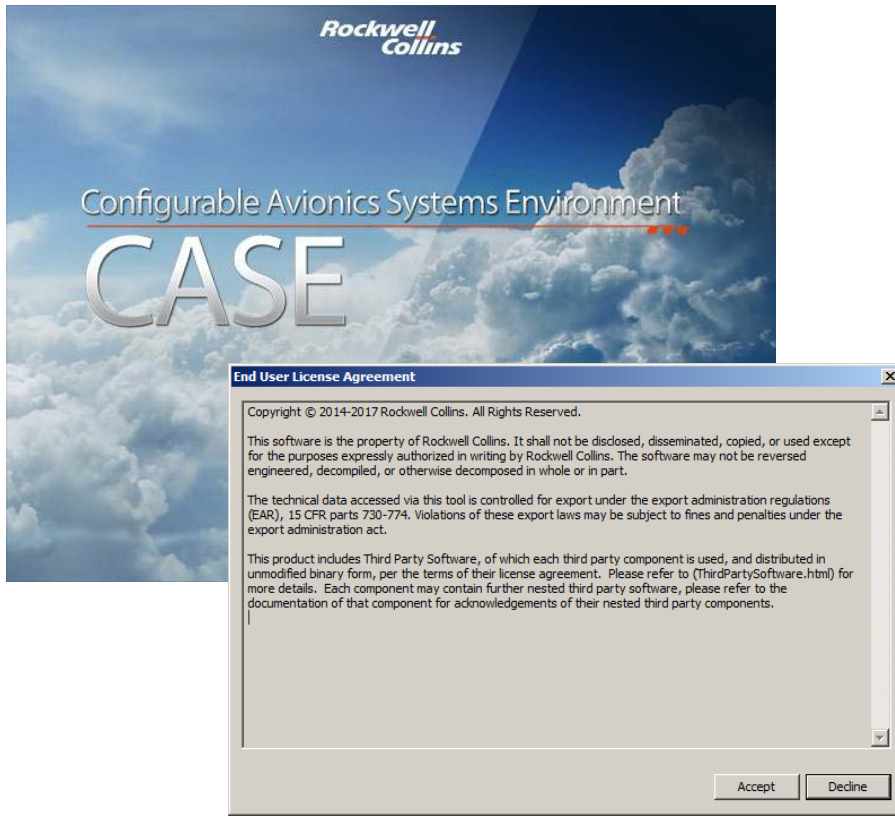 Rockwell
Collins
Configurable Avionics Systems Environment
CASE
End User License Agreement
Copyright © 2014-2017 Rockwell Collins. All Rights Reserved.
This software is the property of Rockwell Collins. It shall not be disclosed, disseminated, copied, or used except
for the purposes expressly authorized in writing by Rockwell Collins. The software may not be reversed
engineered, decompiled, or otherwise decomposed in whole or in part.
The technical data accessed via this tool is controlled for export under the export administration regulations
(EAR), 15 CFR parts 730-774. Violations of these export laws may be subject to fines and penalties under the
export administration act.
This product includes Third Party Software, of which each third party component is used, and distributed in
unmodified binary form, per the terms of their license agreement. Please refer to (ThirdPartySoftware.html) for
more details. Each component may contain further nested third party software, please refer to the
documentation of that component for acknowledgements of their nested third party components.
Accept
Decline